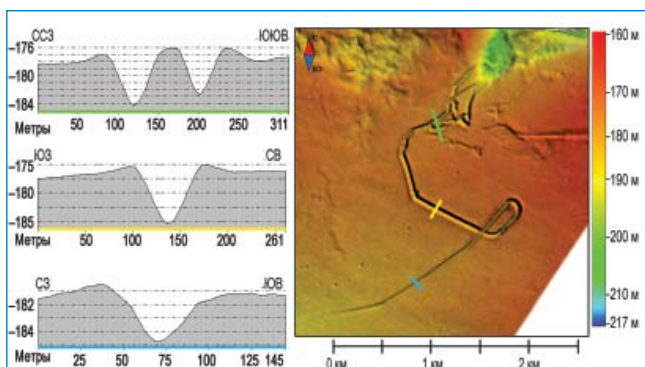 ССЗ ЮЮВ
-176
-180
-184
Метры 50 100 150 200 250 311
ЮЗ СВ
-175
-180
-185
Метры 50 100 150 200 261
СЗ ЮВ
-182
-184
Метры 25 50 75 100 125 145
С
Ю
-160 м
-170 м
-180 м
-190 м
-200 м
-210 м
-217 м
0 км 1 км 2 км